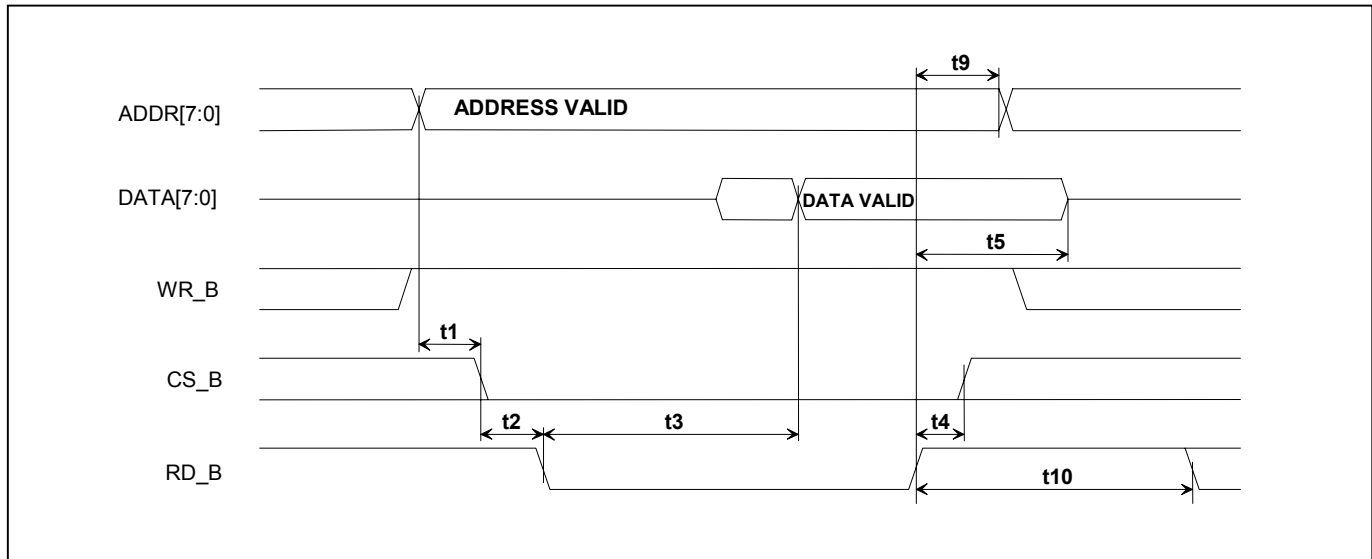 t9
ADDR[7:0] ADDRESS VALID
DATA[7:0] DATA VALID
t5
WR_B
t1
CS_B
t2 t3 t4
RD_B
t10